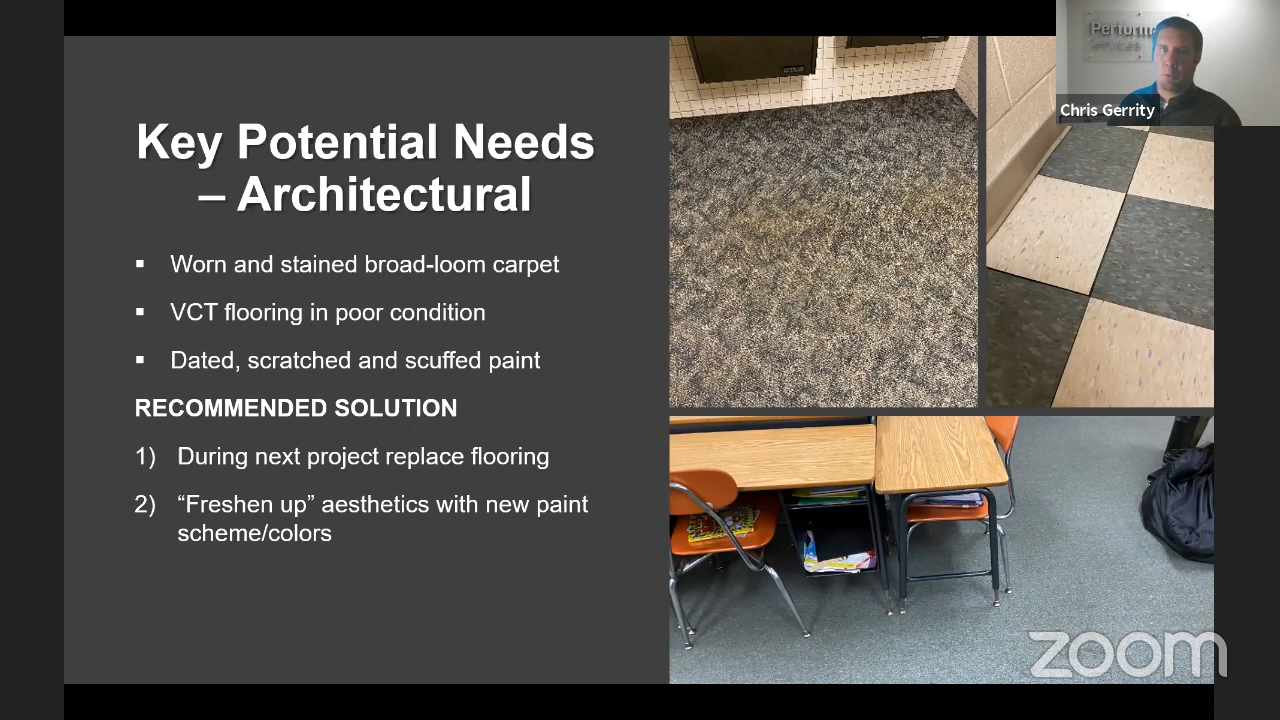 Key Potential Needs
– Architectural
▪ Worn and stained broad-loom carpet
▪ VCT flooring in poor condition
▪ Dated, scratched and scuffed paint
RECOMMENDED SOLUTION
1) During next project replace flooring
2) “Freshen up” aesthetics with new paint
scheme/colors
Services
Chris Gerrity
zoom